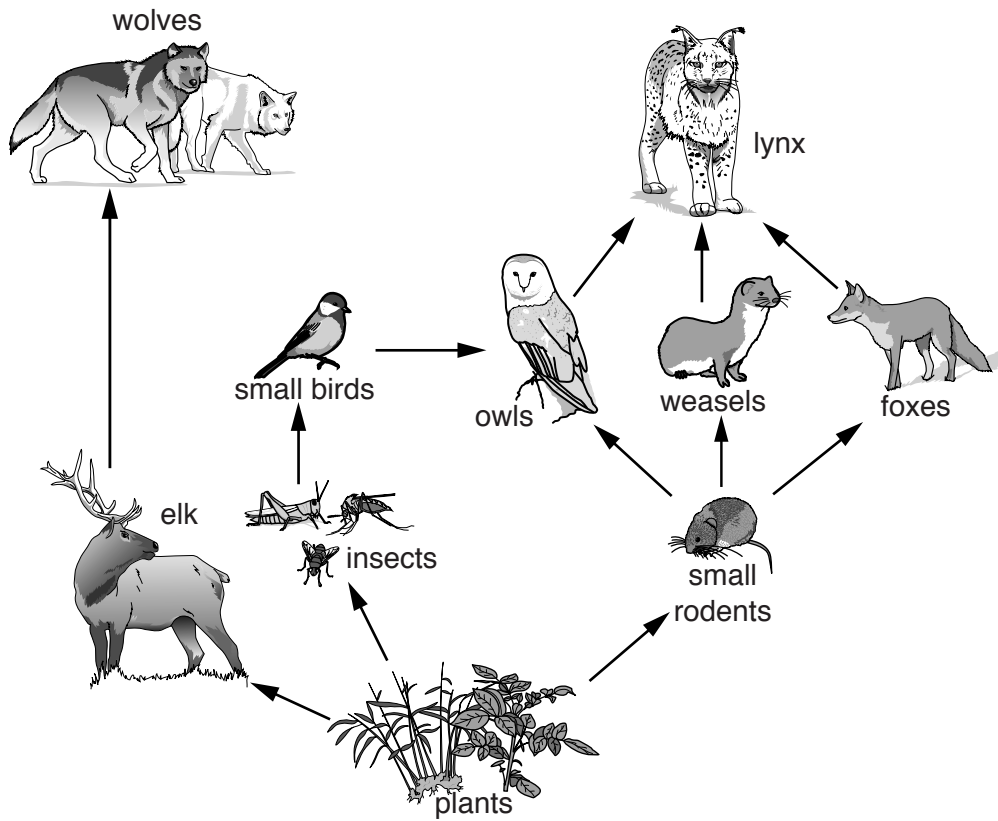 wolves
lynx
small birds
owls
weasels
foxes
elk
insects
small
rodents
plants